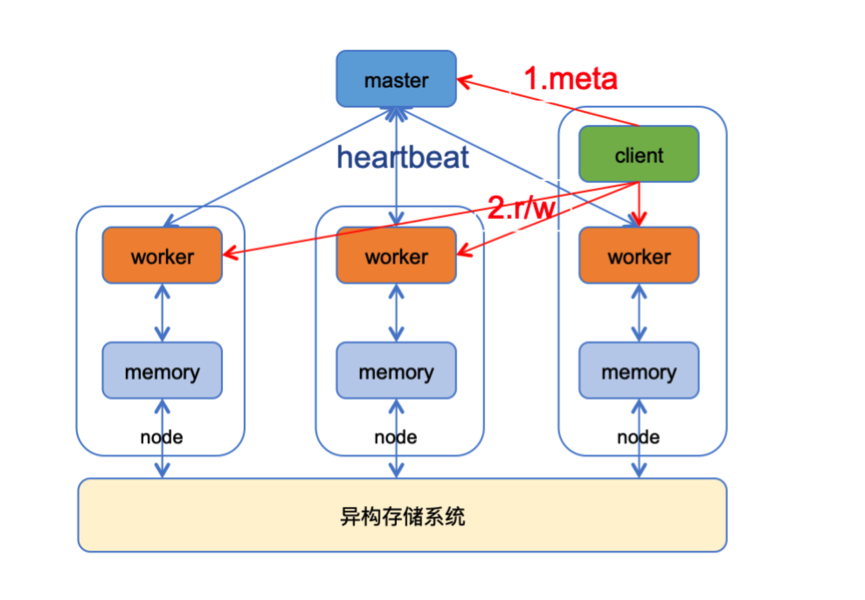 master
1.meta
client
heartbeat
2.r/w
worker
worker
worker
memory
memory
memory
node
node
node
异构存储系统